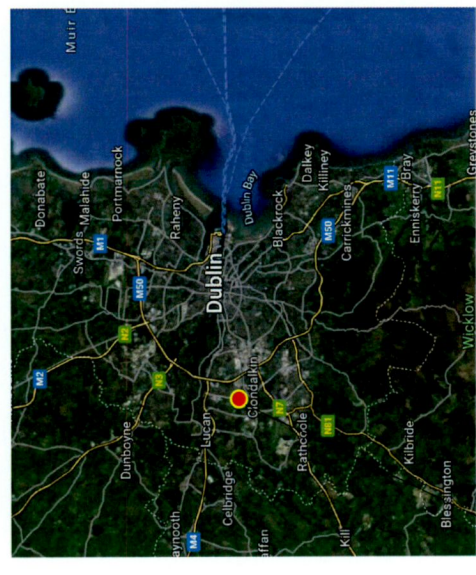 M2
Donabate
Muir
Swords
Malahide
M1
Portmarnock
Dunboyne
N2
M50
N3
Raheny
aynooth
M4
Lucan
Dublin
Celbridge
Dublin Bay
Clondalkin
affan
Blackrock
N7
Rathcoole
Dalkey
Killiney
N81
M50
Kill
Carrickmines
M11
Kilbride
Bray
Enniskerry
N11
Blessington
Wicklow
Greystones